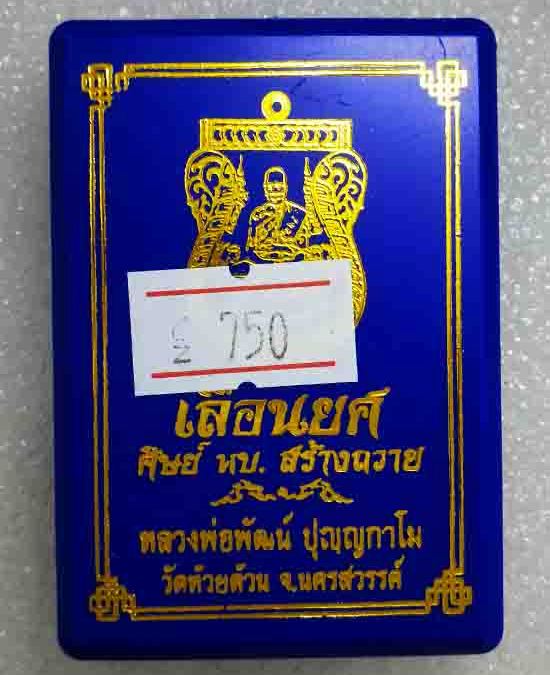 750
เลื่อนยศ
ศิษย์ ทบ. สร้างถวาย
หลวงพ่อพัฒน์ ปุญฺญกาโม
วัดห้วยด้วน จ.นครสวรรค์